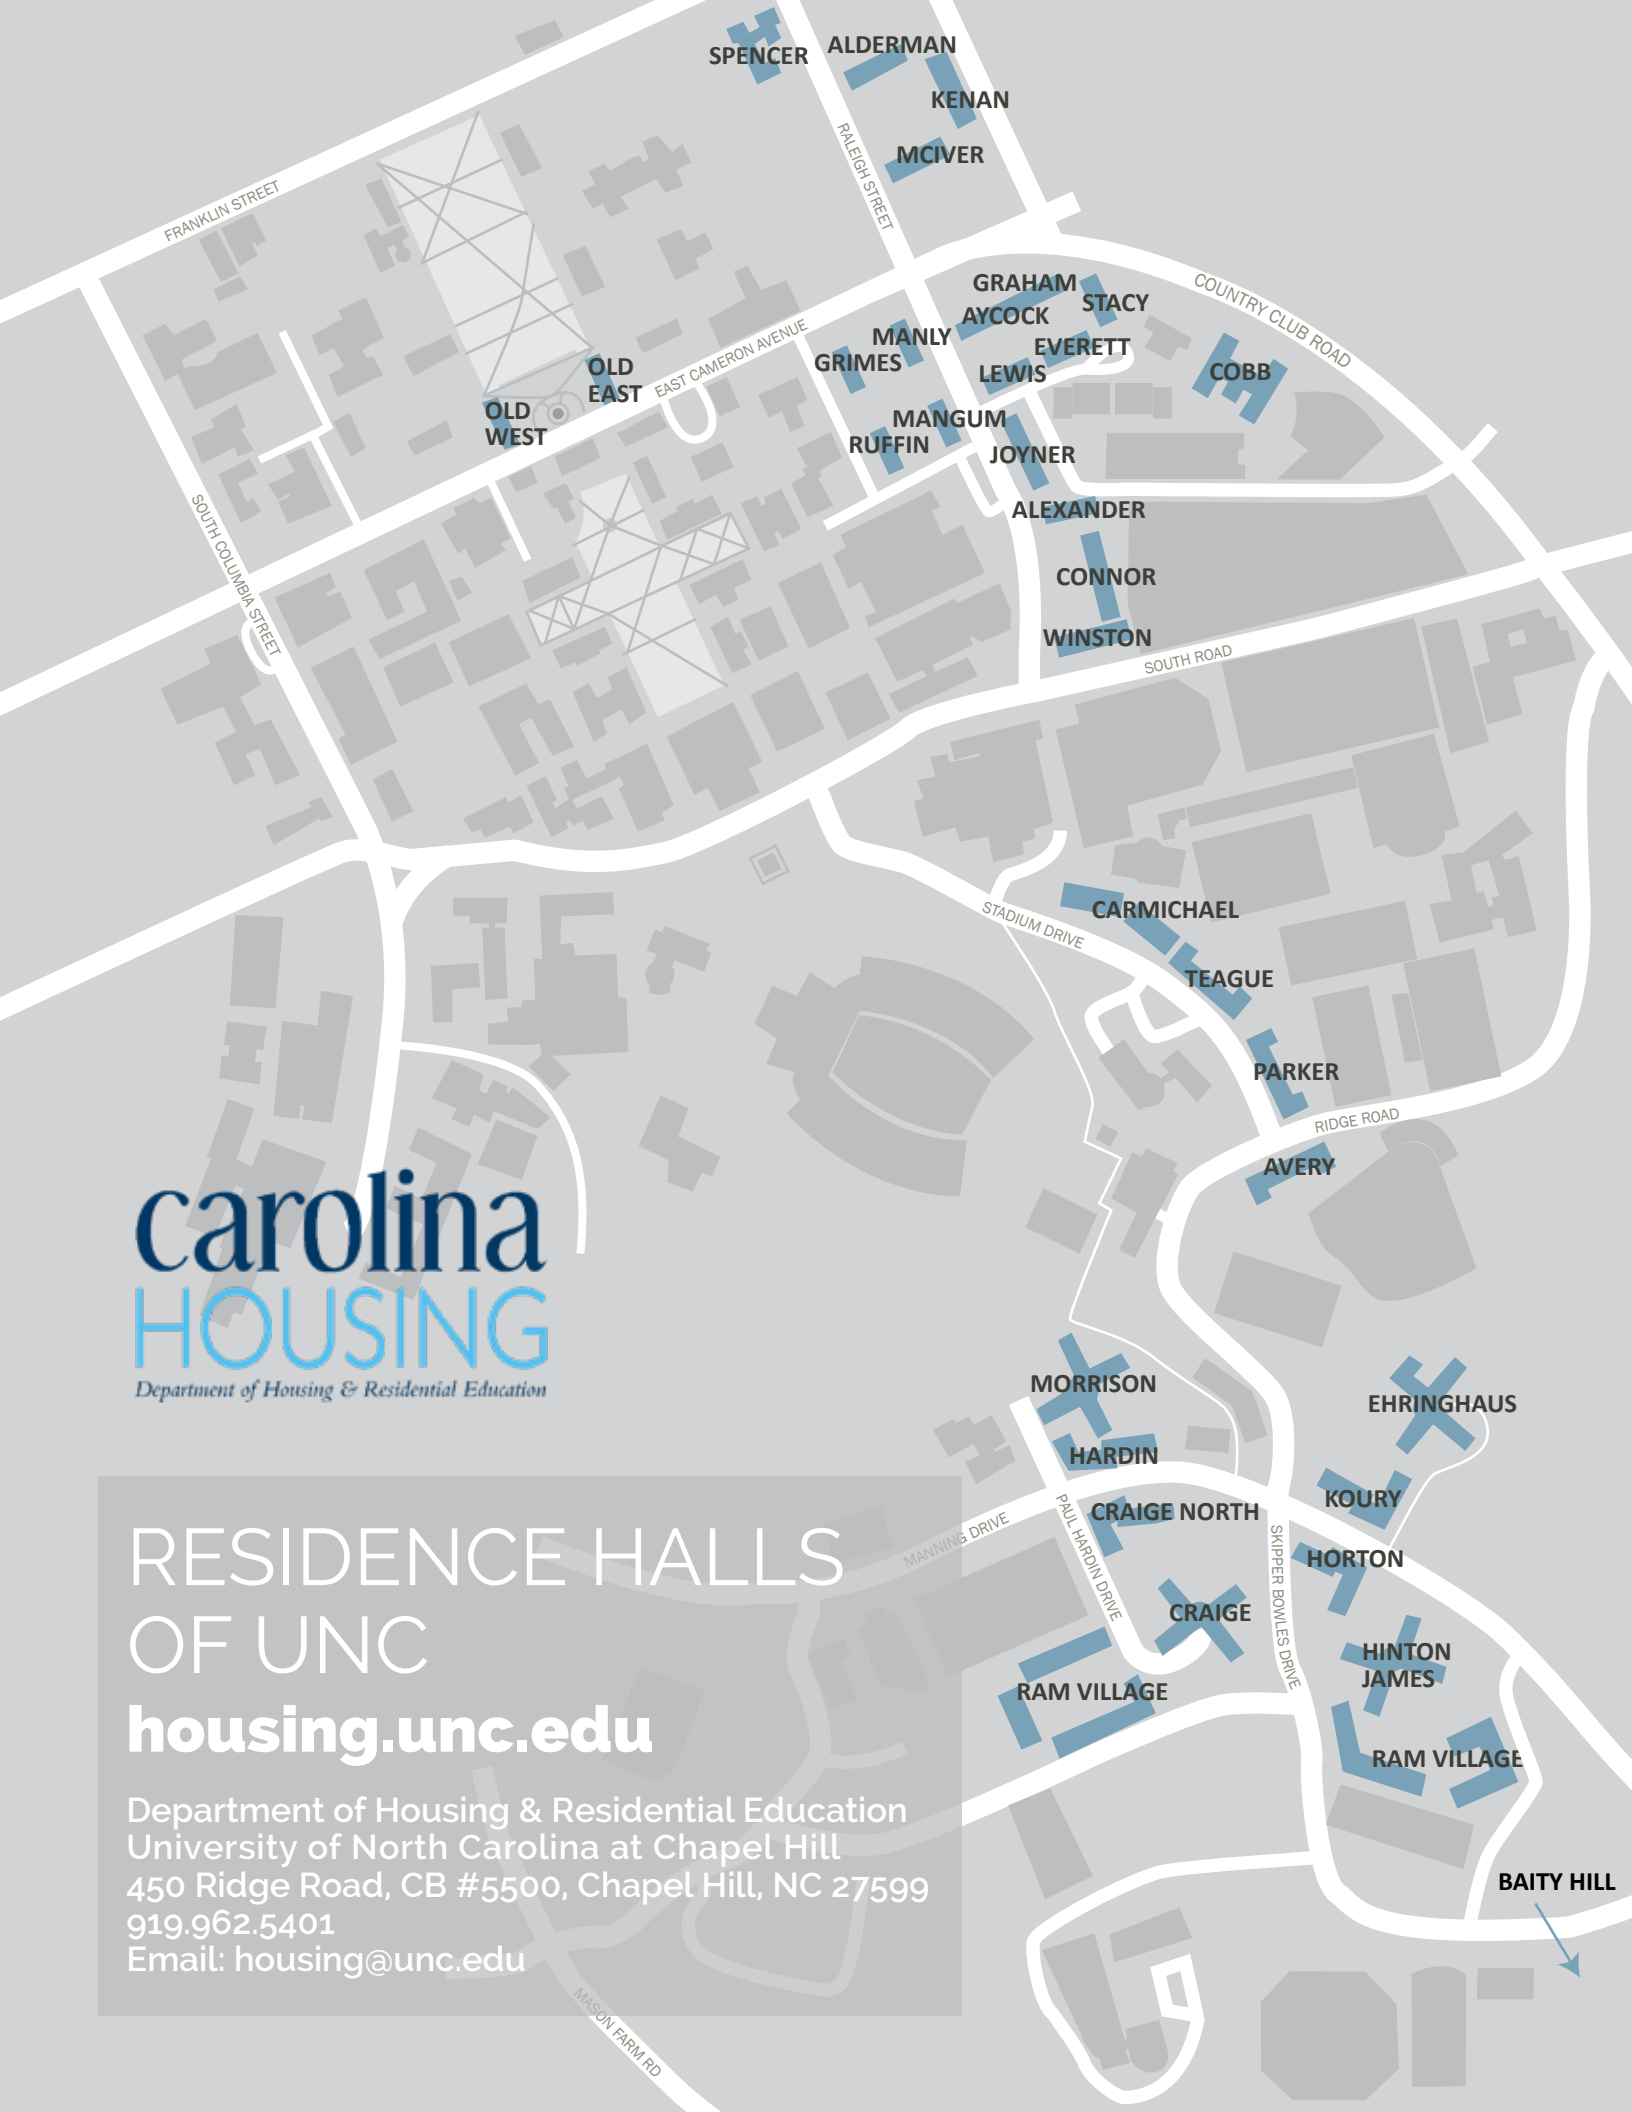 SPENCER
ALDERMAN
KENAN
MCIVER
RALEIGH STREET
FRANKLIN STREET
COUNTRY CLUB ROAD
GRAHAM
STACY
AYCOCK
MANLY
EVERETT
GRIMES
LEWIS
COBB
EAST CAMERON AVENUE
OLD
EAST
OLD
WEST
MANGUM
RUFFIN
JOYNER
ALEXANDER
SOUTH COLUMBIA STREET
CONNOR
WINSTON
SOUTH ROAD
CARMICHAEL
STADIUM DRIVE
TEAGUE
PARKER
RIDGE ROAD
AVERY
carolina
HOUSING
Department of Housing & Residential Education
MORRISON
EHRINGHAUS
HARDIN
KOURY
CRAIGE NORTH
PAUL HARDIN DRIVE
MANNING DRIVE
SKIPPER BOWLES DRIVE
HORTON
CRAIGE
HINTON
JAMES
RAM VILLAGE
RAM VILLAGE
BAITY HILL
RESIDENCE HALLS
OF UNC
housing.unc.edu
Department of Housing & Residential Education
University of North Carolina at Chapel Hill
450 Ridge Road, CB #5500, Chapel Hill, NC 27599
919.962.5401
Email: housing@unc.edu
MASON FARM RD